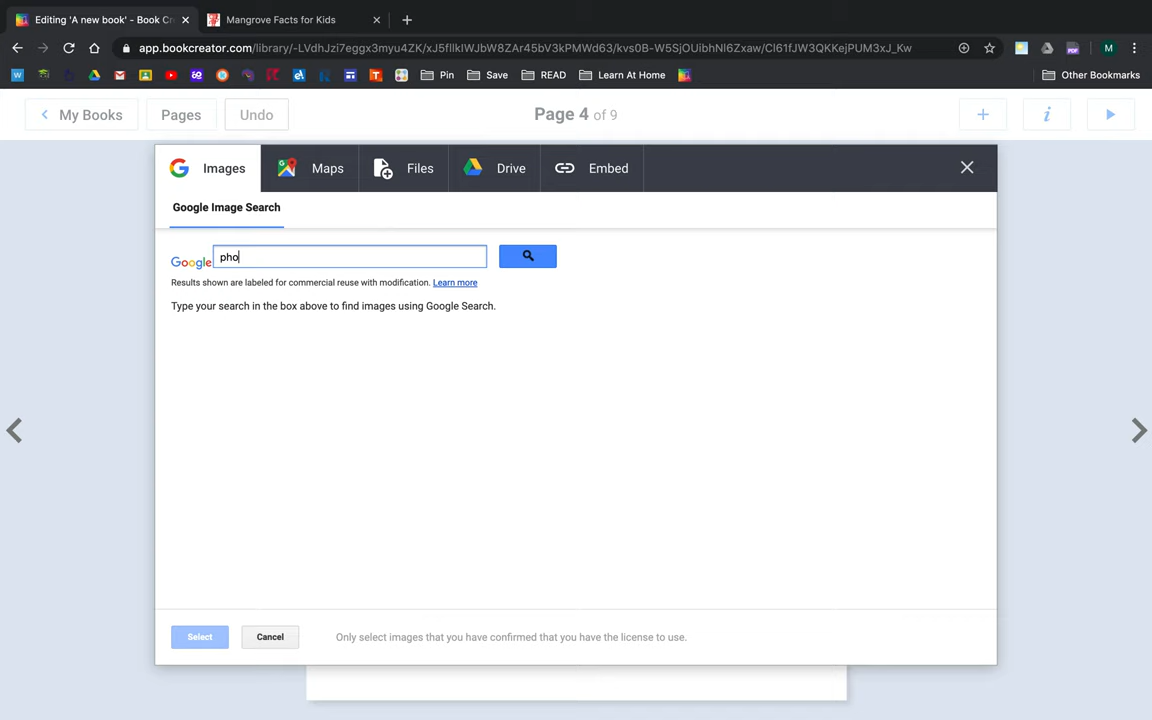 Editing 'A new book' - Book Cr
Mangrove Facts for Kids
app.bookcreator.com/library/-LVdhJzi7eggx3myu4ZK/xJ5fIlkIWJbW8ZAr45bV3kPMWd63/kvs0B-W5SjOUibhNl6Zxaw/Cl61fJW3QKKejPUM3xJ_Kw
M
Pin
Save
READ
Learn At Home
Other Bookmarks
My Books
Pages
Undo
Page 4 of 9
Images
Maps
Files
Drive
Embed
Google Image Search
Google
pho
Results shown are labeled for commercial reuse with modification. Learn more
Type your search in the box above to find images using Google Search.
Select
Cancel
Only select images that you have confirmed that you have the license to use.